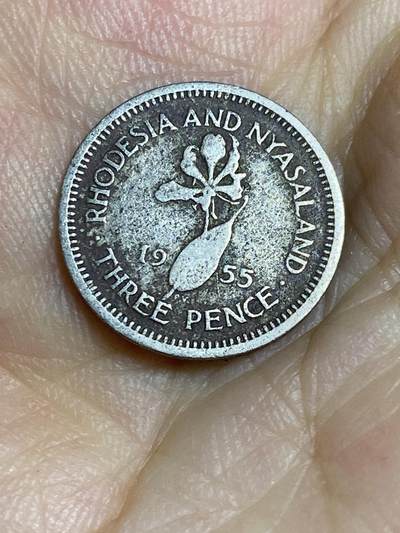 RHODESIA AND NYASALAND
19 55
THREE PENCE